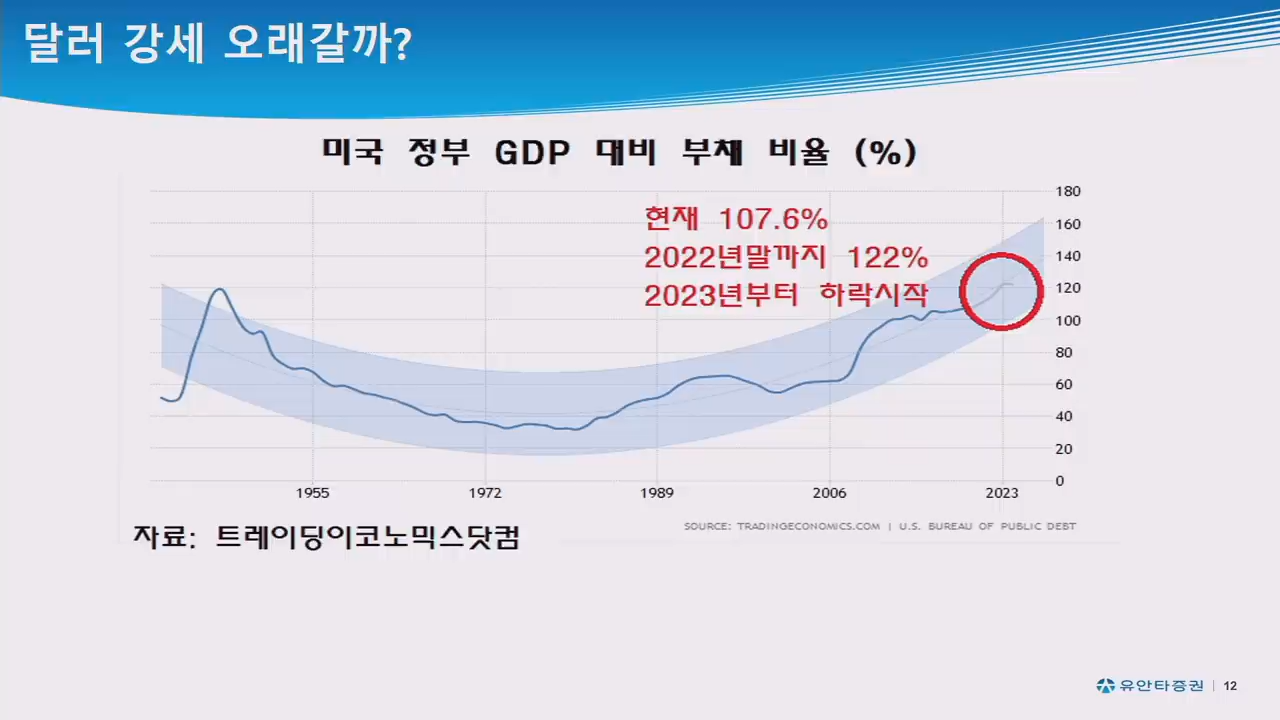 달러 강세 오래갈까?
미국 정부 GDP 대비 부채 비율 (%)
현재 107.6%
2022년말까지 122%
2023년부터 하락시작
180
160
140
120
100
80
60
40
20
0
1955 1972 1989 2006 2023
SOURCE: TRADINGECONOMICS.COM | U.S. BUREAU OF PUBLIC DEBT
자료: 트레이딩이코노믹스닷컴
유안타증권 | 12